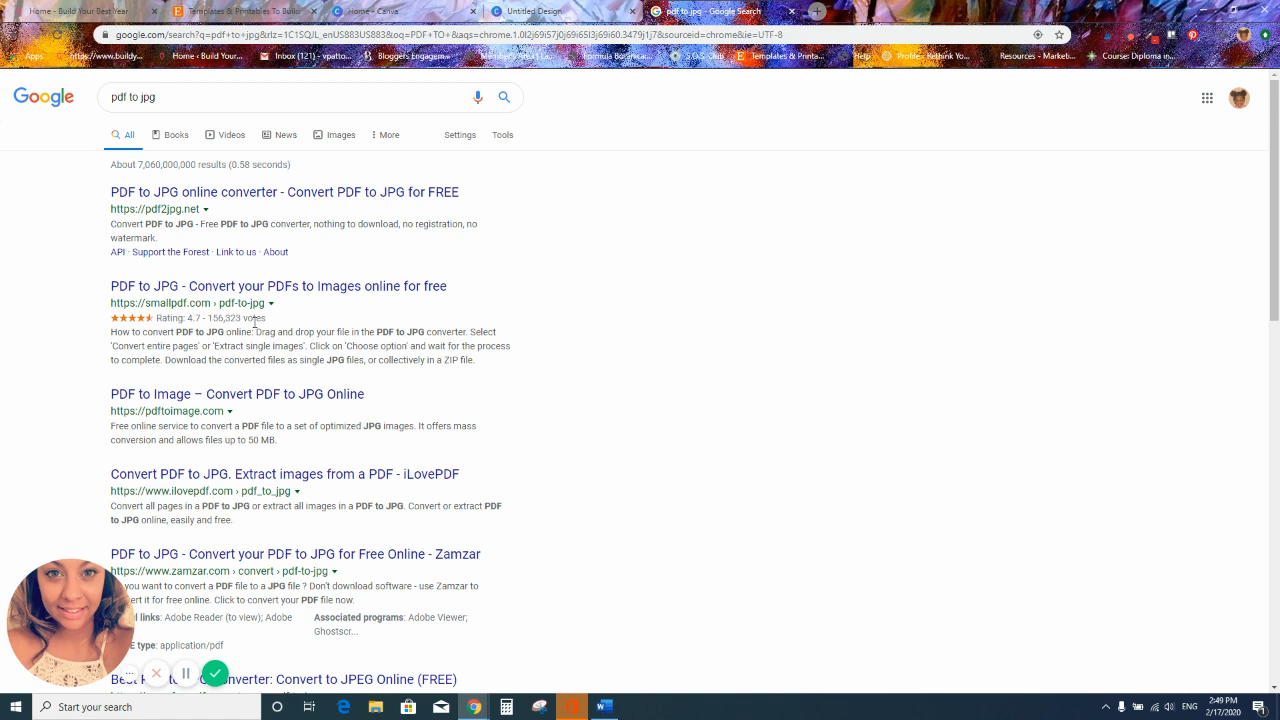 Home - Build Your Best Year
Templates & Printables To Build
Home - Canva
Untitled Design
pdf to jpg - Google Search
google.com/search?q=pdf+to+jpg&rlz=1C1SQJL_enUS883US883&oq=PDF+TO+&aqs=chrome.1.0l2j69i57j0j69i65l3j69i60.3479j1j7&sourceid=chrome&ie=UTF-8
Apps
https://www.buildy...
Home ‹ Build Your...
Inbox (121) - vpatto...
Bloggers Engagem...
Members Area | Ca...
Formula Botanica...
S.O.S. Club
Templates & Printa...
Help
Profile ‹ Rethink Yo...
Resources - Marketi...
Course: Diploma in...
Google
pdf to jpg
All
Books
Videos
News
Images
More
Settings
Tools
About 7,060,000,000 results (0.58 seconds)
PDF to JPG online converter - Convert PDF to JPG for FREE
https://pdf2jpg.net
Convert PDF to JPG - Free PDF to JPG converter, nothing to download, no registration, no
watermark.
API · Support the Forest · Link to us · About
PDF to JPG - Convert your PDFs to Images online for free
https://smallpdf.com › pdf-to-jpg
Rating: 4.7 - 156,323 votes
How to convert PDF to JPG online: Drag and drop your file in the PDF to JPG converter. Select
'Convert entire pages' or 'Extract single images'. Click on 'Choose option' and wait for the process
to complete. Download the converted files as single JPG files, or collectively in a ZIP file.
PDF to Image – Convert PDF to JPG Online
https://pdftoimage.com
Free online service to convert a PDF file to a set of optimized JPG images. It offers mass
conversion and allows files up to 50 MB.
Convert PDF to JPG. Extract images from a PDF - iLovePDF
https://www.ilovepdf.com › pdf_to_jpg
Convert all pages in a PDF to JPG or extract all images in a PDF to JPG. Convert or extract PDF
to JPG online, easily and free.
PDF to JPG - Convert your PDF to JPG for Free Online - Zamzar
https://www.zamzar.com › convert › pdf-to-jpg
you want to convert a PDF file to a JPG file ? Don't download software - use Zamzar to
it for free online. Click to convert your PDF file now.
links: Adobe Reader (to view); Adobe
Associated programs: Adobe Viewer;
Ghostscr...
type: application/pdf
Converter: Convert to JPEG Online (FREE)
Start your search
ENG
2:49 PM
2/17/2020